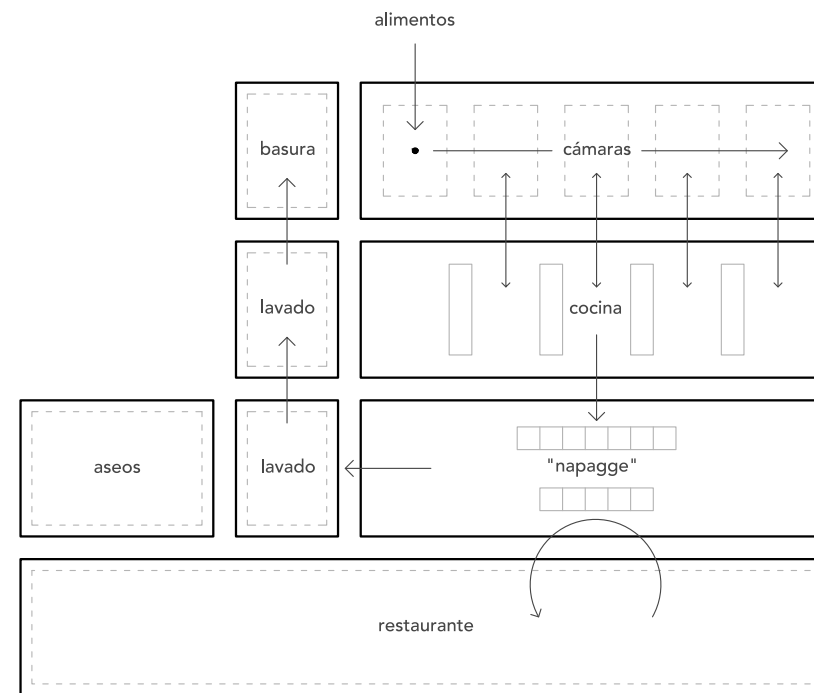 alimentos
basura
cámaras
lavado
cocina
aseos
lavado
"napagge"
restaurante